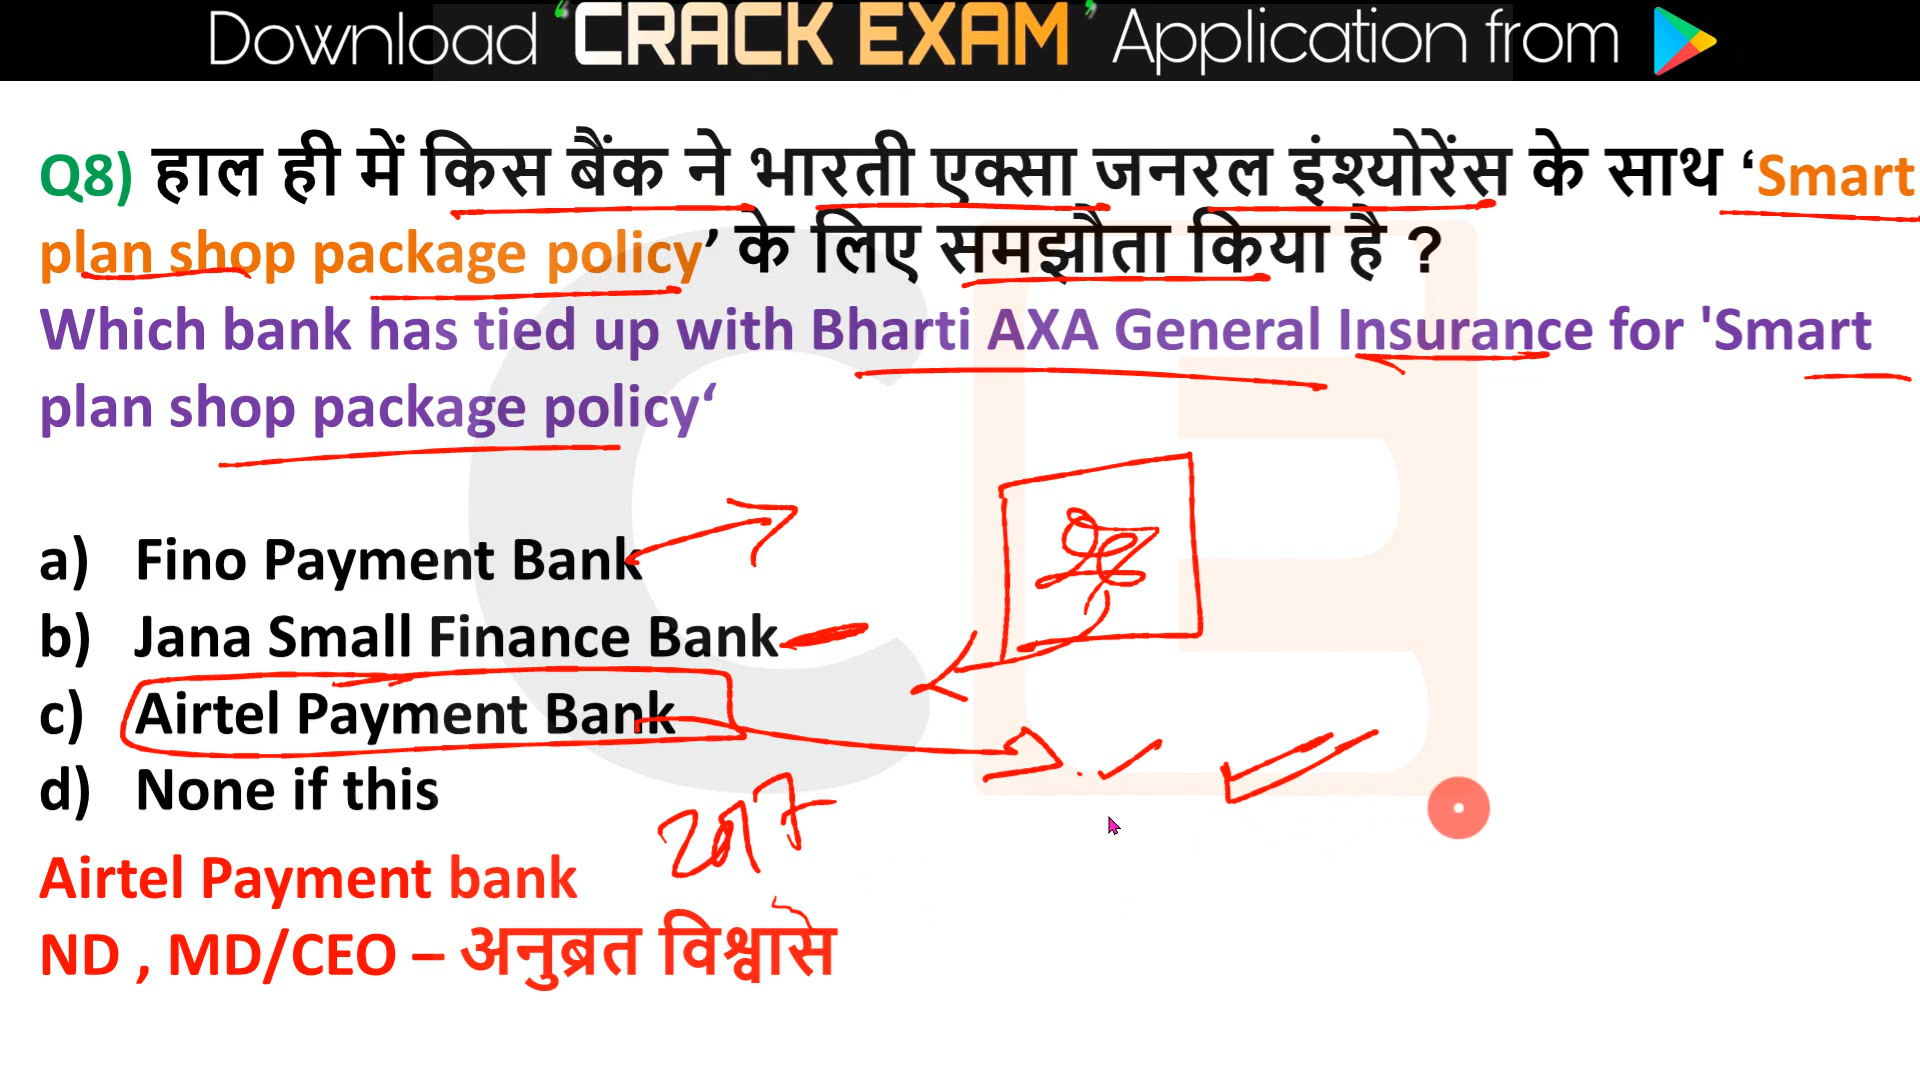 Download ‘CRACK EXAM’ Application from
Q8) हाल ही में किस बैंक ने भारती एक्सा जनरल इंश्योरेंस के साथ ‘Smart
plan shop package policy’ के लिए समझौता किया है ?
Which bank has tied up with Bharti AXA General Insurance for 'Smart
plan shop package policy‘
a) Fino Payment Bank
b) Jana Small Finance Bank
c) Airtel Payment Bank
d) None if this
2017
Airtel Payment bank
ND , MD/CEO – अनुब्रत विश्वास